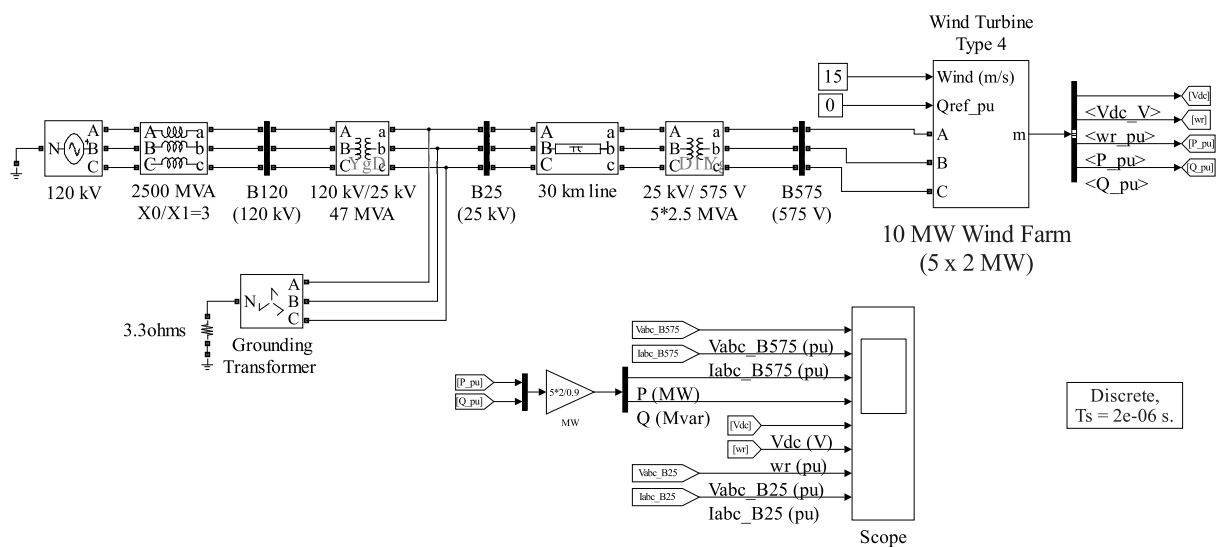 Wind Turbine
Type 4
15
0
Wind (m/s)
Qref_pu
A
B
C
m
[Vdc]
<Vdc_V>
[wr]
<wr_pu>
[P_pu]
<P_pu>
[Q_pu]
<Q_pu>
N
A
B
C
120 kV
A
B
C
a
b
c
2500 MVA
X0/X1=3
B120
(120 kV)
A
B
C
a
b
c
120 kV/25 kV
47 MVA
B25
(25 kV)
A
B
C
a
b
c
30 km line
A
B
C
a
b
c
25 kV/ 575 V
5*2.5 MVA
B575
(575 V)
10 MW Wind Farm
(5 x 2 MW)
N
A
B
C
3.3ohms
Grounding
Transformer
Vabc_B575
Vabc_B575 (pu)
Iabc_B575
Iabc_B575 (pu)
[P_pu]
[Q_pu]
5*2/0.9
MW
P (MW)
Q (Mvar)
[Vdc]
Vdc (V)
[wr]
wr (pu)
Vabc_B25
Vabc_B25 (pu)
Iabc_B25
Iabc_B25 (pu)
Scope
Discrete,
Ts = 2e-06 s.